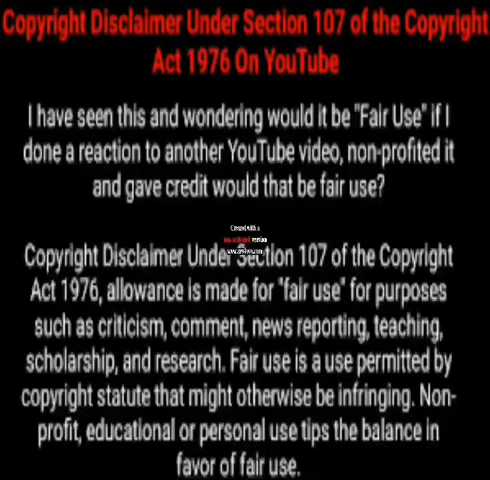 Copyright Disclaimer Under Section 107 of the Copyright
Act 1976 On YouTube
I have seen this and wondering would it be "Fair Use" if I
done a reaction to another YouTube video, non-profited it
and gave credit would that be fair use?
Created with a
version
Copyright Disclaimer Under Section 107 of the Copyright
Act 1976, allowance is made for "fair use" for purposes
such as criticism, comment, news reporting, teaching,
scholarship, and research. Fair use is a use permitted by
copyright statute that might otherwise be infringing. Non-
profit, educational or personal use tips the balance in
favor of fair use.